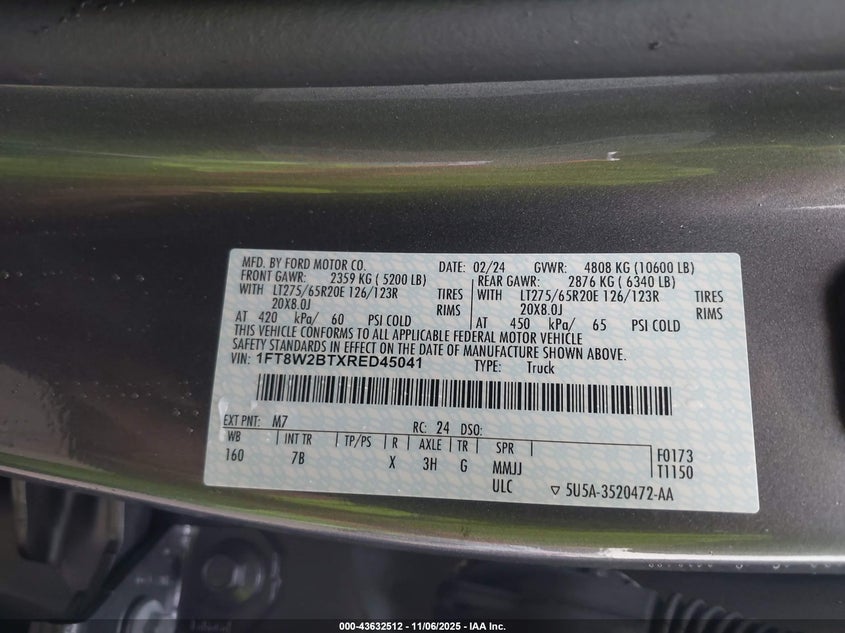 MFD. BY FORD MOTOR CO.
DATE: 02/24 GVWR: 4808 KG (10600 LB)
FRONT GAWR: 2359 KG ( 5200 LB)
REAR GAWR: 2876 KG ( 6340 LB)
WITH LT275/65R20E 126/123R TIRES
WITH LT275/65R20E 126/123R TIRES
20X8.0J RIMS
20X8.0J RIMS
AT 420 kPa/ 60 PSI COLD
AT 450 kPa/ 65 PSI COLD
THIS VEHICLE CONFORMS TO ALL APPLICABLE FEDERAL MOTOR VEHICLE
SAFETY STANDARDS IN EFFECT ON THE DATE OF MANUFACTURE SHOWN ABOVE.
VIN: 1FT8W2BTXRED45041
TYPE: Truck
EXT PNT: M7 RC: 24 DSO:
WB INT TR TP/PS R AXLE TR SPR
160 7B X 3H G MMJJ
ULC
F0173
T1150
▽ 5U5A-3520472-AA
000-43632512 - 11/06/2025 - IAA Inc.